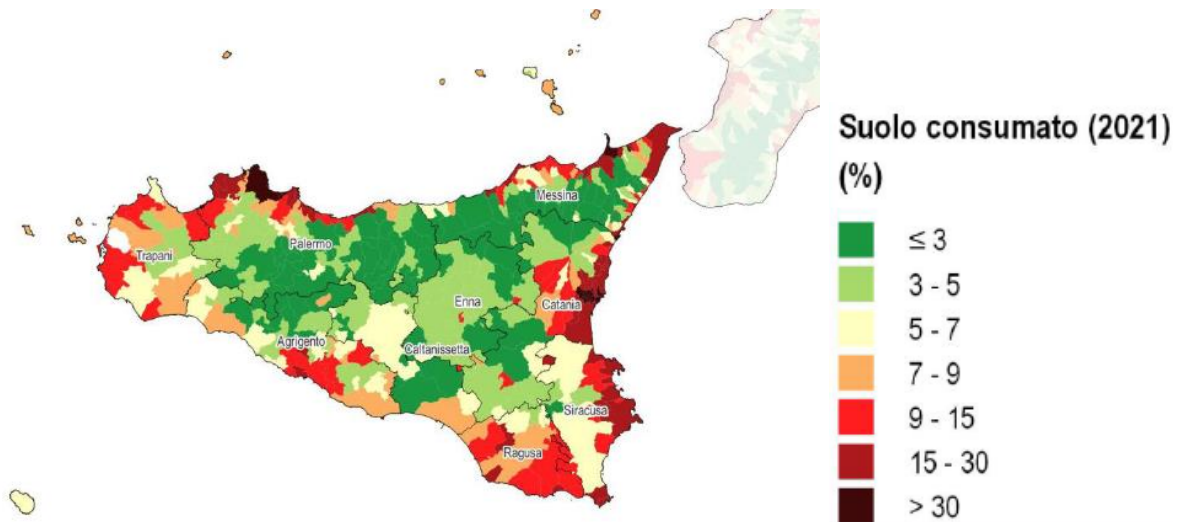 Messina
Palermo
Trapani
Enna
Catania
Agrigento
Caltanissetta
Siracusa
Ragusa
Suolo consumato (2021)
(%)
≤ 3
3 - 5
5 - 7
7 - 9
9 - 15
15 - 30
> 30